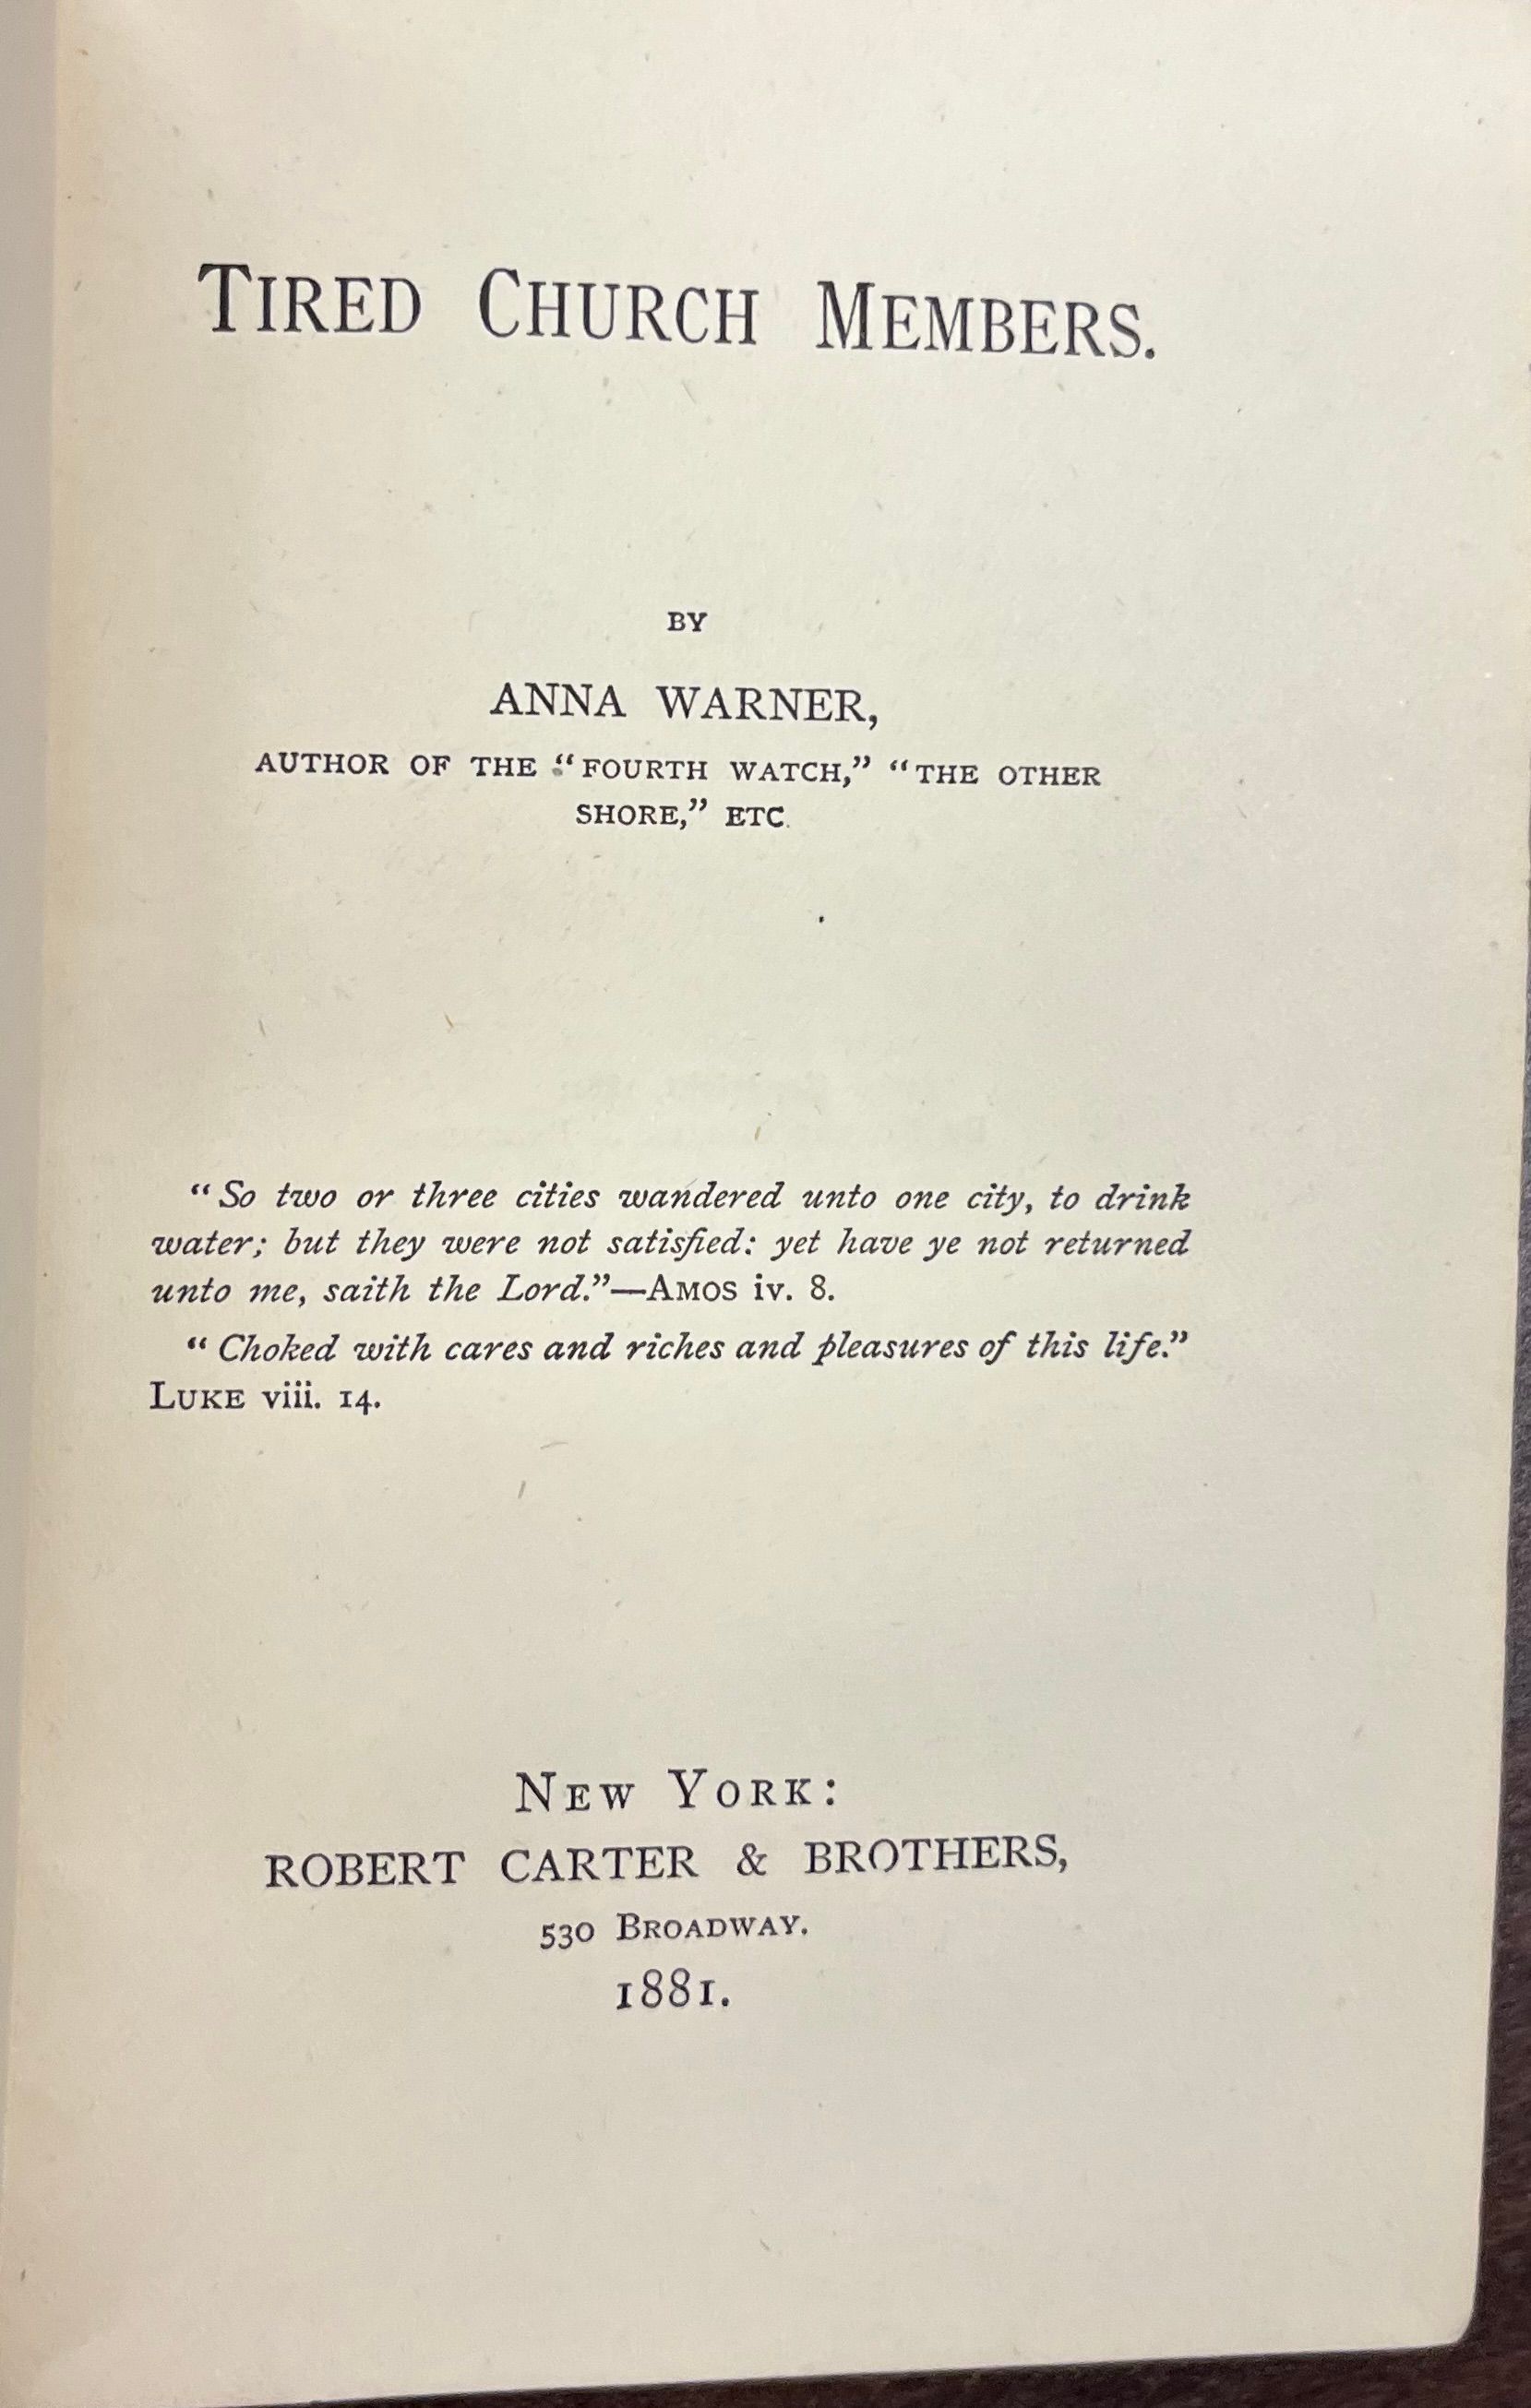 TIRED CHURCH MEMBERS.
BY
ANNA WARNER,
AUTHOR OF THE “FOURTH WATCH,” “THE OTHER
SHORE,” ETC.
“So two or three cities wandered unto one city, to drink
water; but they were not satisfied: yet have ye not returned
unto me, saith the Lord.”—AMOS iv. 8.
“Choked with cares and riches and pleasures of this life.”
LUKE viii. 14.
NEW YORK:
ROBERT CARTER & BROTHERS,
530 BROADWAY.
1881.